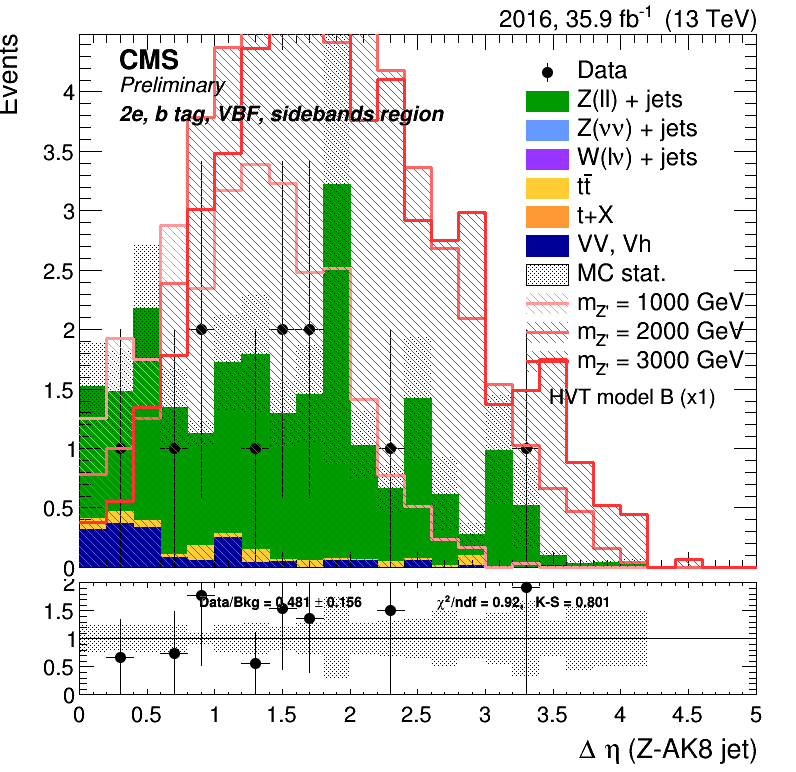 2016, 35.9 fb⁻¹ (13 TeV)
Events
CMS
Preliminary
2e, b tag, VBF, sidebands region
Data
Z(ll) + jets
Z(νν) + jets
W(lν) + jets
tt̄
t+X
VV, Vh
MC stat.
m_Z' = 1000 GeV
m_Z' = 2000 GeV
m_Z' = 3000 GeV
HVT model B (x1)
4
3.5
3
2.5
2
1.5
1
0.5
0
Data/Bkg = 0.481 ± 0.156
χ²/ndf = 0.92, K-S = 0.801
2
1.5
1
0.5
0
0 0.5 1 1.5 2 2.5 3 3.5 4 4.5 5
Δ η (Z-AK8 jet)